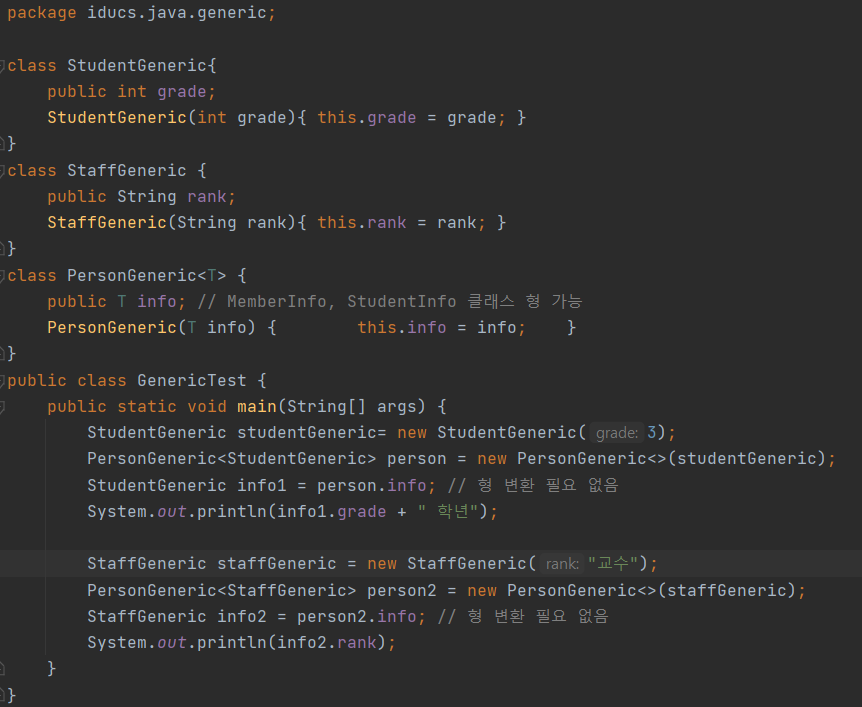 package iducs.java.generic;
class StudentGeneric{
public int grade;
StudentGeneric(int grade){ this.grade = grade; }
}
class StaffGeneric {
public String rank;
StaffGeneric(String rank){ this.rank = rank; }
}
class PersonGeneric<T> {
public T info; // MemberInfo, StudentInfo 클래스 형 가능
PersonGeneric(T info) {        this.info = info;    }
}
public class GenericTest {
public static void main(String[] args) {
StudentGeneric studentGeneric= new StudentGeneric( grade: 3);
PersonGeneric<StudentGeneric> person = new PersonGeneric<>(studentGeneric);
StudentGeneric info1 = person.info; // 형 변환 필요 없음
System.out.println(info1.grade + " 학년");
StaffGeneric staffGeneric = new StaffGeneric( rank: "교수");
PersonGeneric<StaffGeneric> person2 = new PersonGeneric<>(staffGeneric);
StaffGeneric info2 = person2.info; // 형 변환 필요 없음
System.out.println(info2.rank);
}
}